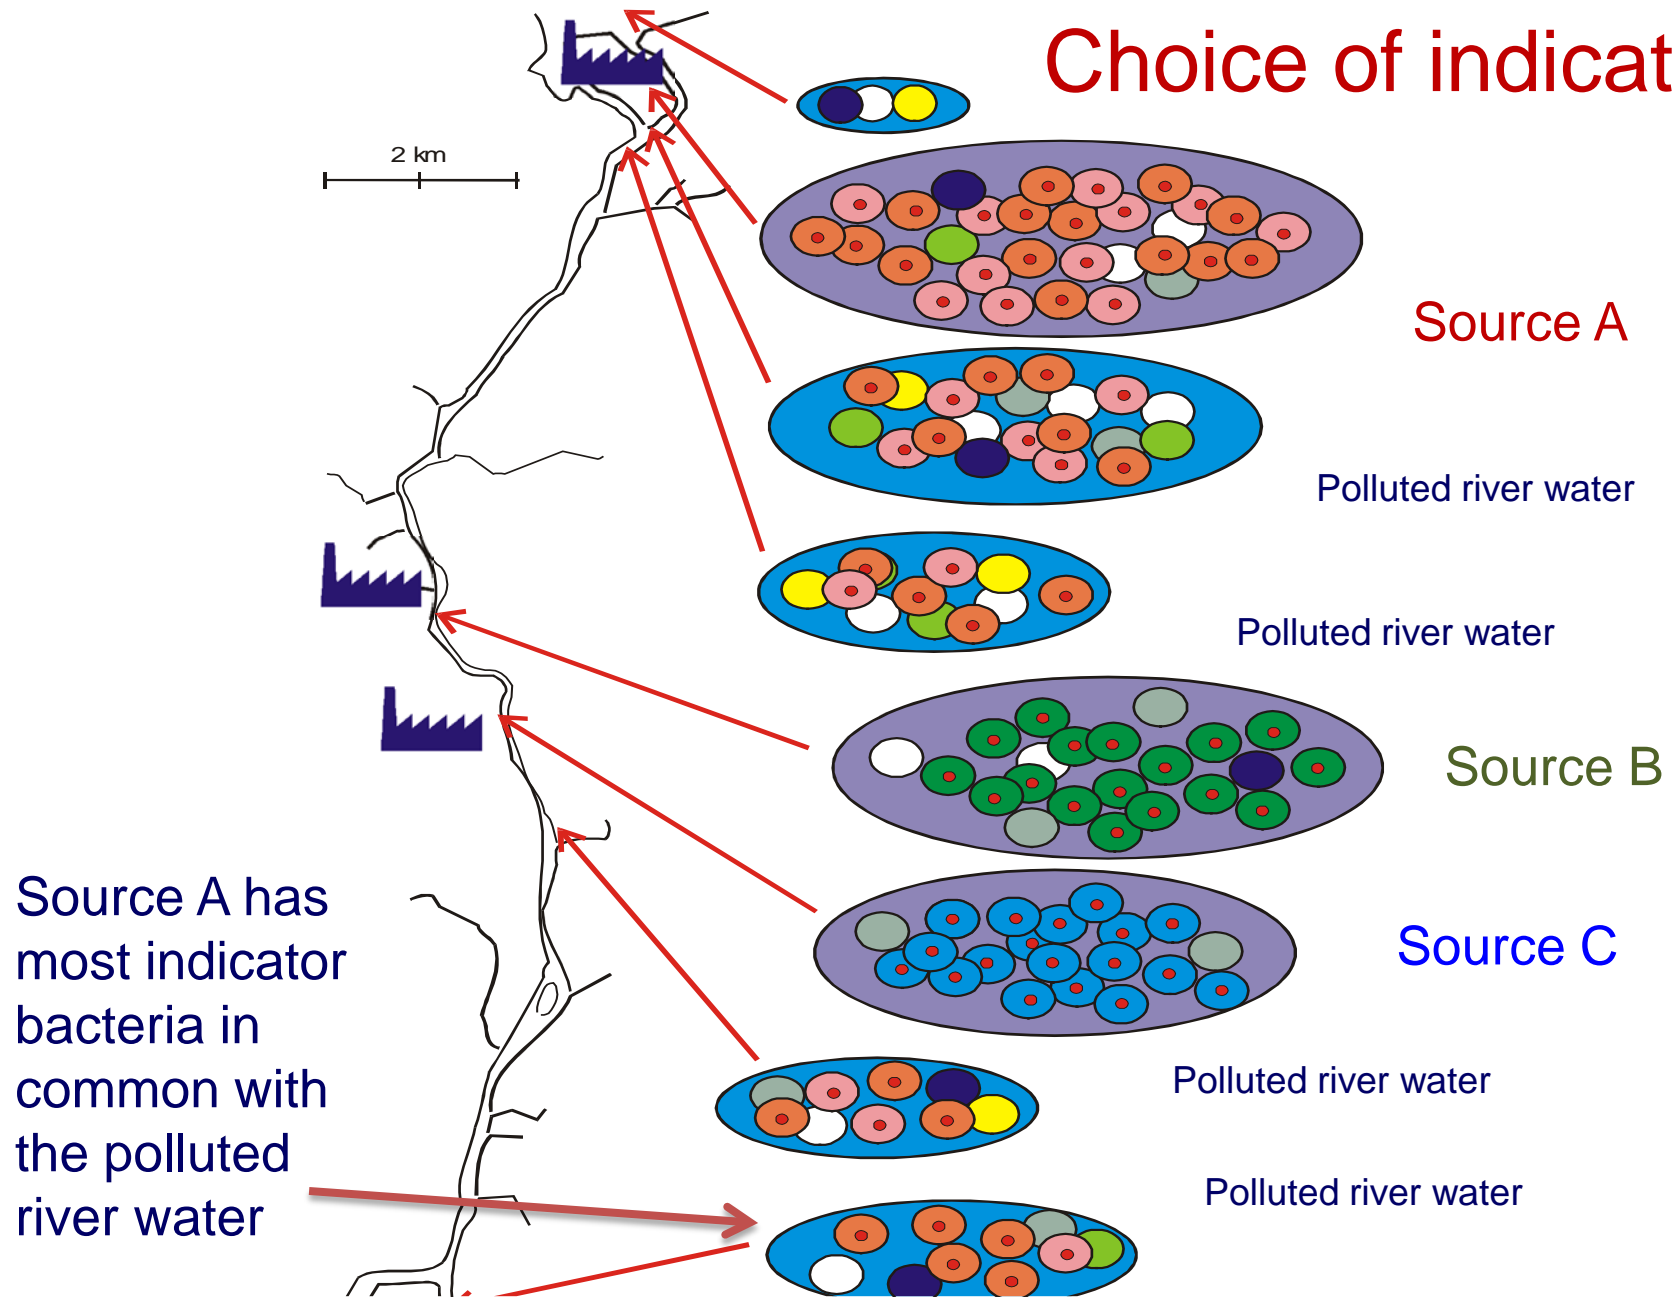 Choice of indicat
2 km
Source A
Polluted river water
Polluted river water
Source B
Source A has
most indicator
bacteria in
common with
the polluted
river water
Source C
Polluted river water
Polluted river water